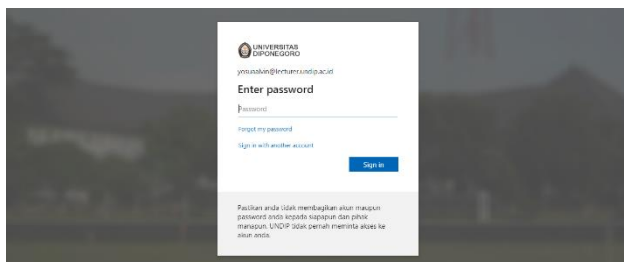 UNIVERSITAS
DIPONEGORO
yosuaalvin@lecturer.undip.ac.id
Enter password
Password
Forgot my password
Sign in with another account
Sign in
Pastikan anda tidak membagikan akun maupun
password anda kepada siapapun dan pihak
manapun. UNDIP tidak pernah meminta akses ke
akun anda.